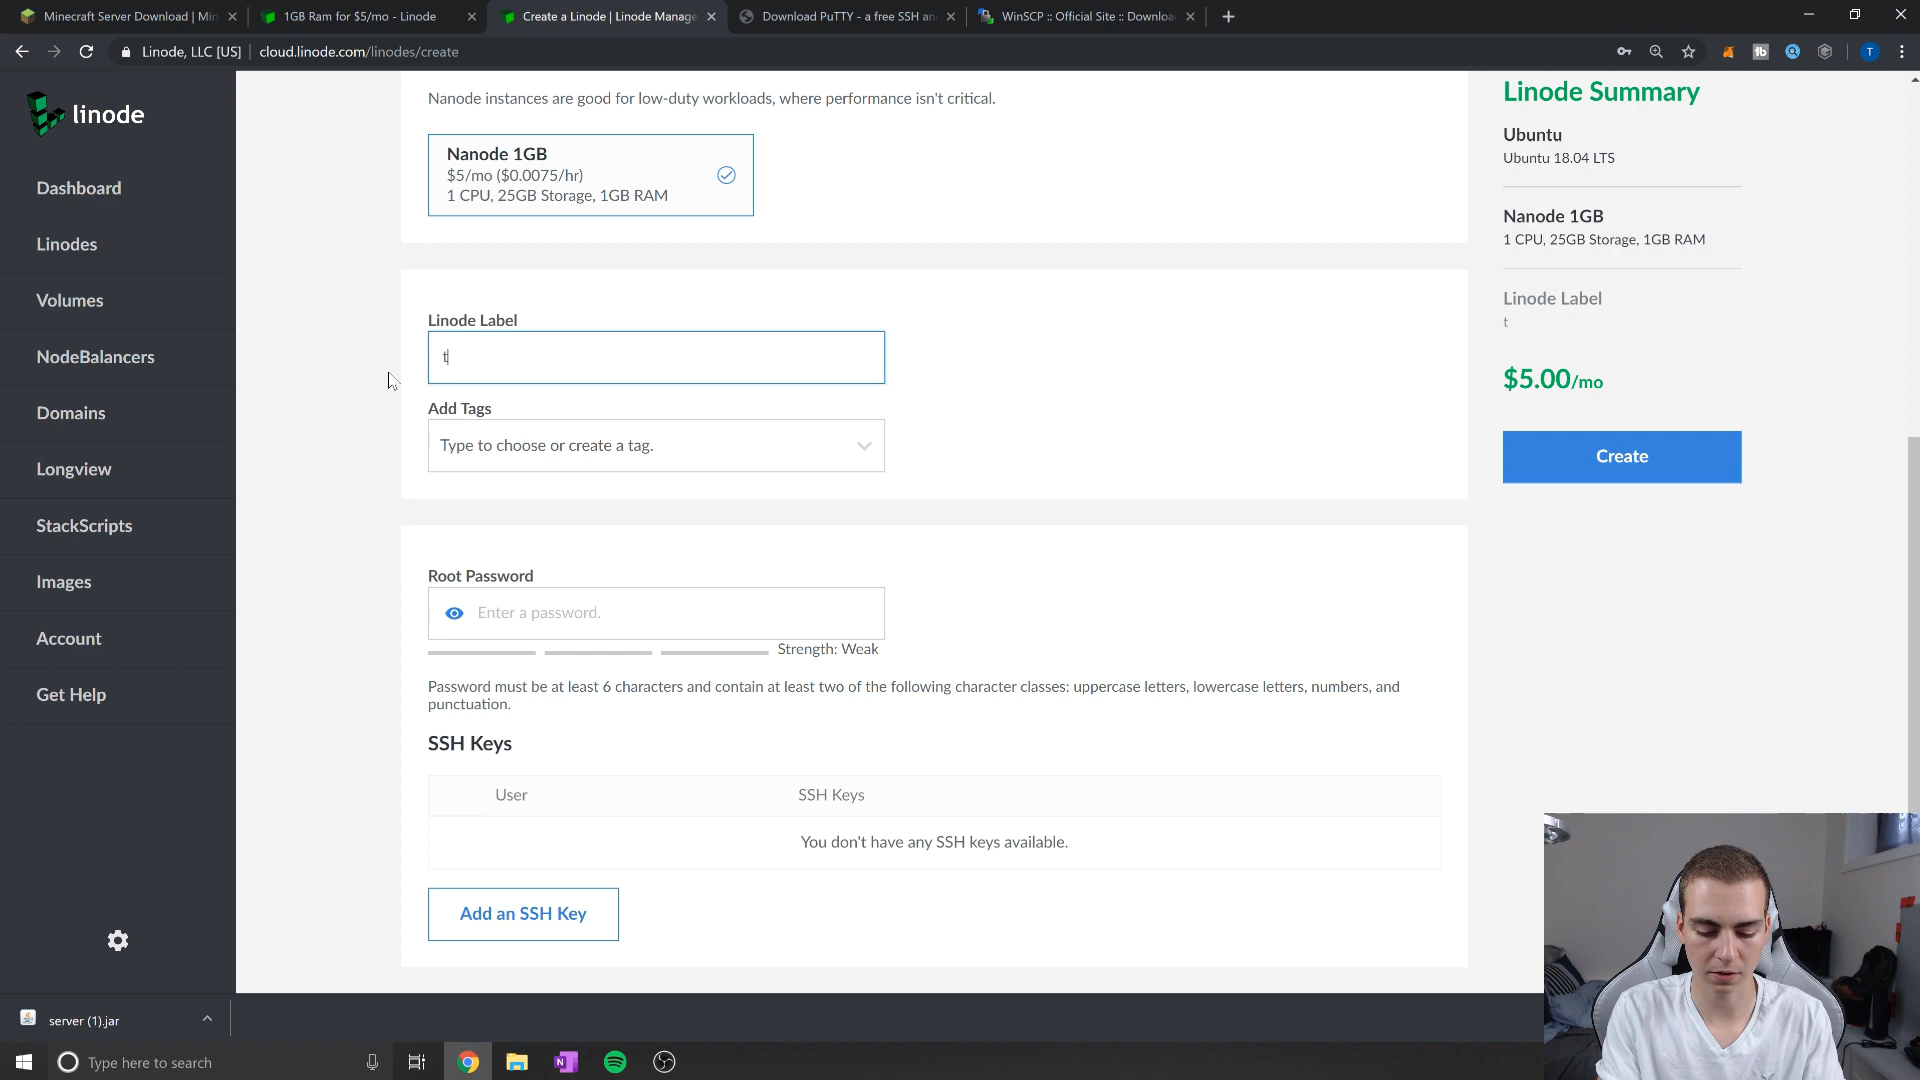 Minecraft Server Download | Min
1GB Ram for $5/mo - Linode
Create a Linode | Linode Manage
Download PuTTY - a free SSH an
WinSCP :: Official Site :: Downloa
Linode, LLC [US]
cloud.linode.com/linodes/create
T
linode
Dashboard
Linodes
Volumes
NodeBalancers
Domains
Longview
StackScripts
Images
Account
Get Help
Nanode instances are good for low-duty workloads, where performance isn't critical.
Nanode 1GB
$5/mo ($0.0075/hr)
1 CPU, 25GB Storage, 1GB RAM
Linode Label
t
Add Tags
Type to choose or create a tag.
Root Password
Enter a password.
Strength: Weak
Password must be at least 6 characters and contain at least two of the following character classes: uppercase letters, lowercase letters, numbers, and
punctuation.
SSH Keys
User
SSH Keys
You don't have any SSH keys available.
Add an SSH Key
Linode Summary
Ubuntu
Ubuntu 18.04 LTS
Nanode 1GB
1 CPU, 25GB Storage, 1GB RAM
Linode Label
t
$5.00/mo
Create
server (1).jar
Type here to search